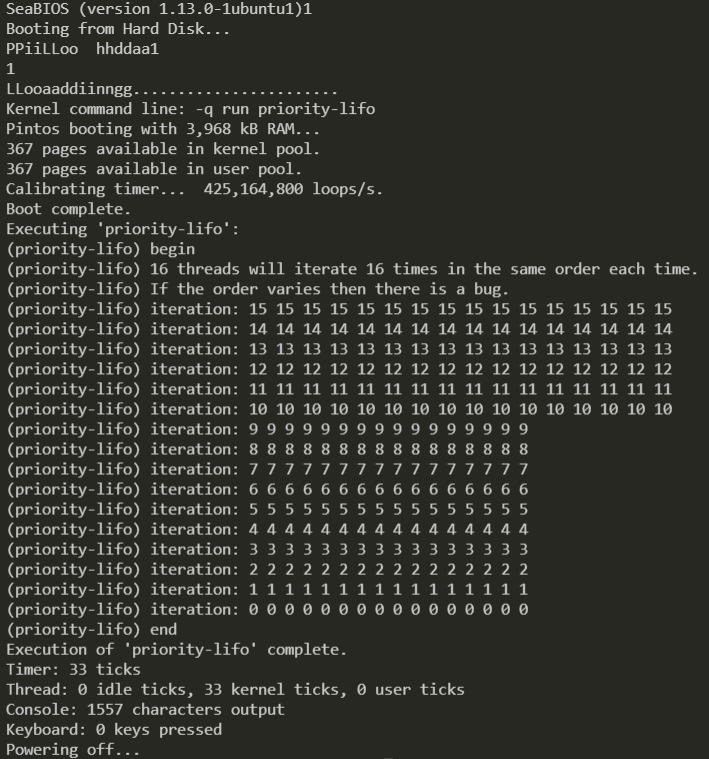 SeaBIOS (version 1.13.0-1ubuntu1)1
Booting from Hard Disk...
PPiiLLoo  hhddaa1
1
LLooaaddiinngg.......................
Kernel command line: -q run priority-lifo
Pintos booting with 3,968 kB RAM...
367 pages available in kernel pool.
367 pages available in user pool.
Calibrating timer...  425,164,800 loops/s.
Boot complete.
Executing 'priority-lifo':
(priority-lifo) begin
(priority-lifo) 16 threads will iterate 16 times in the same order each time.
(priority-lifo) If the order varies then there is a bug.
(priority-lifo) iteration: 15 15 15 15 15 15 15 15 15 15 15 15 15 15 15 15
(priority-lifo) iteration: 14 14 14 14 14 14 14 14 14 14 14 14 14 14 14 14
(priority-lifo) iteration: 13 13 13 13 13 13 13 13 13 13 13 13 13 13 13 13
(priority-lifo) iteration: 12 12 12 12 12 12 12 12 12 12 12 12 12 12 12 12
(priority-lifo) iteration: 11 11 11 11 11 11 11 11 11 11 11 11 11 11 11 11
(priority-lifo) iteration: 10 10 10 10 10 10 10 10 10 10 10 10 10 10 10 10
(priority-lifo) iteration: 9 9 9 9 9 9 9 9 9 9 9 9 9 9 9 9
(priority-lifo) iteration: 8 8 8 8 8 8 8 8 8 8 8 8 8 8 8 8
(priority-lifo) iteration: 7 7 7 7 7 7 7 7 7 7 7 7 7 7 7 7
(priority-lifo) iteration: 6 6 6 6 6 6 6 6 6 6 6 6 6 6 6 6
(priority-lifo) iteration: 5 5 5 5 5 5 5 5 5 5 5 5 5 5 5 5
(priority-lifo) iteration: 4 4 4 4 4 4 4 4 4 4 4 4 4 4 4 4
(priority-lifo) iteration: 3 3 3 3 3 3 3 3 3 3 3 3 3 3 3 3
(priority-lifo) iteration: 2 2 2 2 2 2 2 2 2 2 2 2 2 2 2 2
(priority-lifo) iteration: 1 1 1 1 1 1 1 1 1 1 1 1 1 1 1 1
(priority-lifo) iteration: 0 0 0 0 0 0 0 0 0 0 0 0 0 0 0 0
(priority-lifo) end
Execution of 'priority-lifo' complete.
Timer: 33 ticks
Thread: 0 idle ticks, 33 kernel ticks, 0 user ticks
Console: 1557 characters output
Keyboard: 0 keys pressed
Powering off...